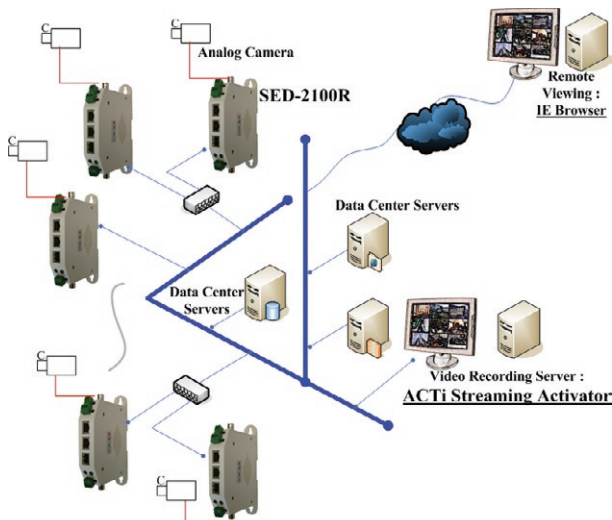 C
C
Analog Camera
SED-2100R
Remote
Viewing :
IE Browser
C
Data Center Servers
Data Center
Servers
Video Recording Server :
ACTi Streaming Activator
C
C